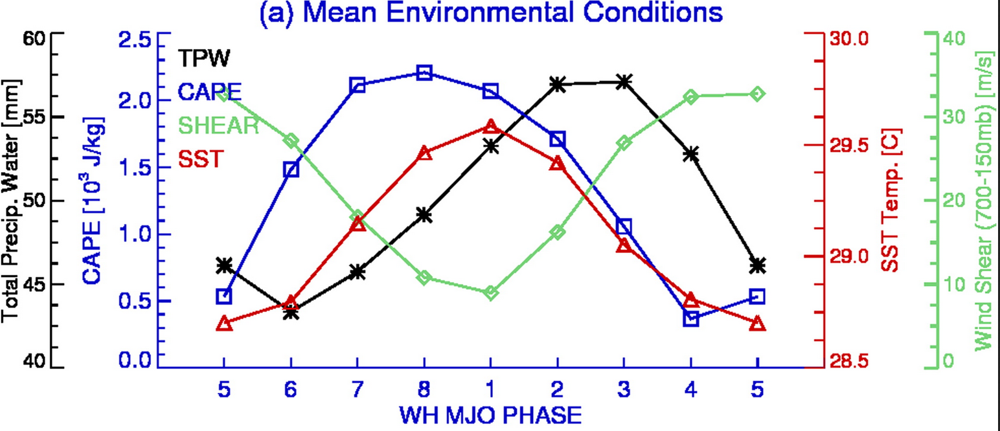 (a) Mean Environmental Conditions
60
55
50
45
40
Total Precip. Water [mm]
2.5
2.0
1.5
1.0
0.5
0.0
CAPE [10³ J/kg]
TPW
CAPE
SHEAR
SST
30.0
29.5
29.0
28.5
SST Temp. [C]
40
30
20
10
0
Wind Shear (700-150mb) [m/s]
5 6 7 8 1 2 3 4 5
WH MJO PHASE